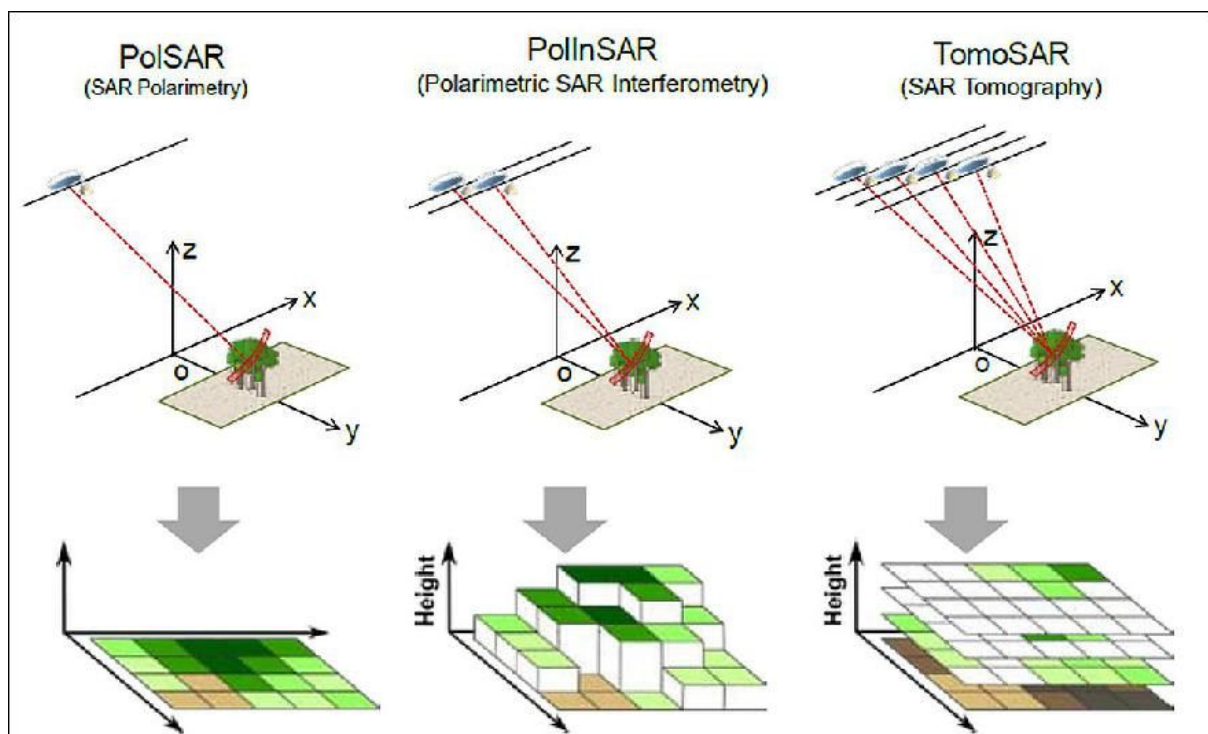 PolSAR
(SAR Polarimetry)
PolInSAR
(Polarimetric SAR Interferometry)
TomoSAR
(SAR Tomography)
z
x
o
y
z
x
o
y
z
x
o
y
Height
Height